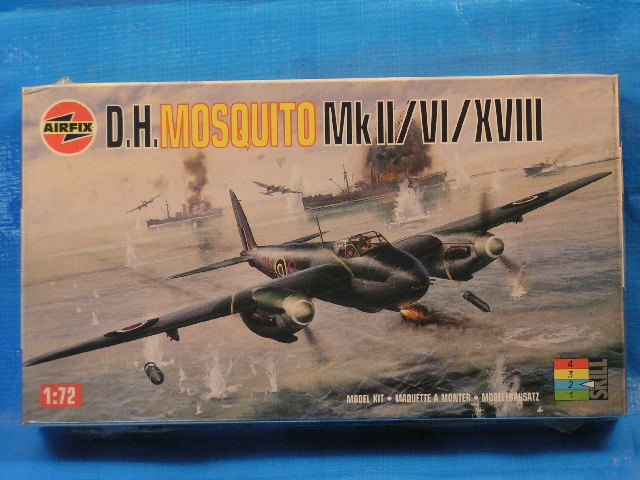 AIRFIX
D.H. MOSQUITO Mk II/VI/XVIII
1:72
MODEL KIT • MAQUETTE A MONTER • MODELLBAUSATZ
4
3
2
1
SKILL